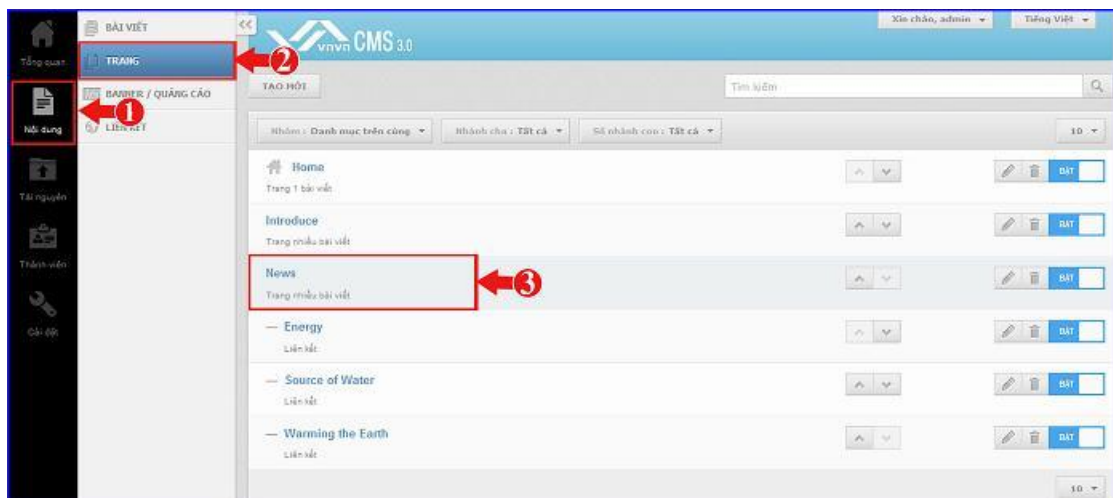 Tổng quan
Nội dung
Tài nguyên
Thành viên
Cài đặt
BÀI VIẾT
TRANG
BANNER / QUẢNG CÁO
LIÊN KẾT
1
2
vnvn CMS 3.0
Xin chào, admin
Tiếng Việt
TẠO MỚI
Tìm kiếm
Nhóm : Danh mục trên cùng
Nhánh cha : Tất cả
Số nhánh con : Tất cả
10
Home
Trang 1 bài viết
BẬT
Introduce
Trang nhiều bài viết
BẬT
News
Trang nhiều bài viết
3
BẬT
— Energy
Liên kết
BẬT
— Source of Water
Liên kết
BẬT
— Warming the Earth
Liên kết
BẬT
10